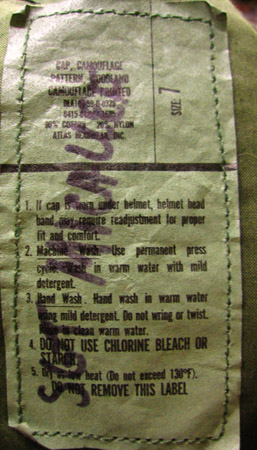 CAP, CAMOUFLAGE
PATTERN, WOODLAND
CAMOUFLAGE PRINTED
NYLON
ATLAS HEADWEAR, INC.
SIZE: 7
1. If cap is worn under helmet, helmet head
band may require readjustment for proper
fit and comfort.
2. Machine Wash. Use permanent press
cycle. Wash in warm water with mild
detergent.
3. Hand Wash. Hand wash in warm water
using mild detergent. Do not wring or twist.
Rinse in clean warm water.
4. DO NOT USE CHLORINE BLEACH OR
STARCH.
5. Dry at low heat (Do not exceed 130°F).
DO NOT REMOVE THIS LABEL